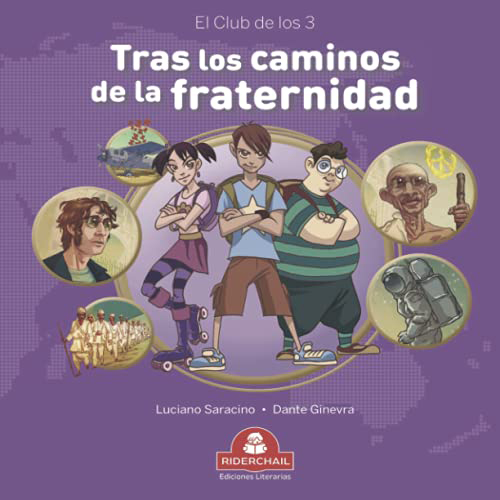 El Club de los 3
Tras los caminos
de la fraternidad
Luciano Saracino • Dante Ginevra
RIDERCHAIL
Ediciones Literarias